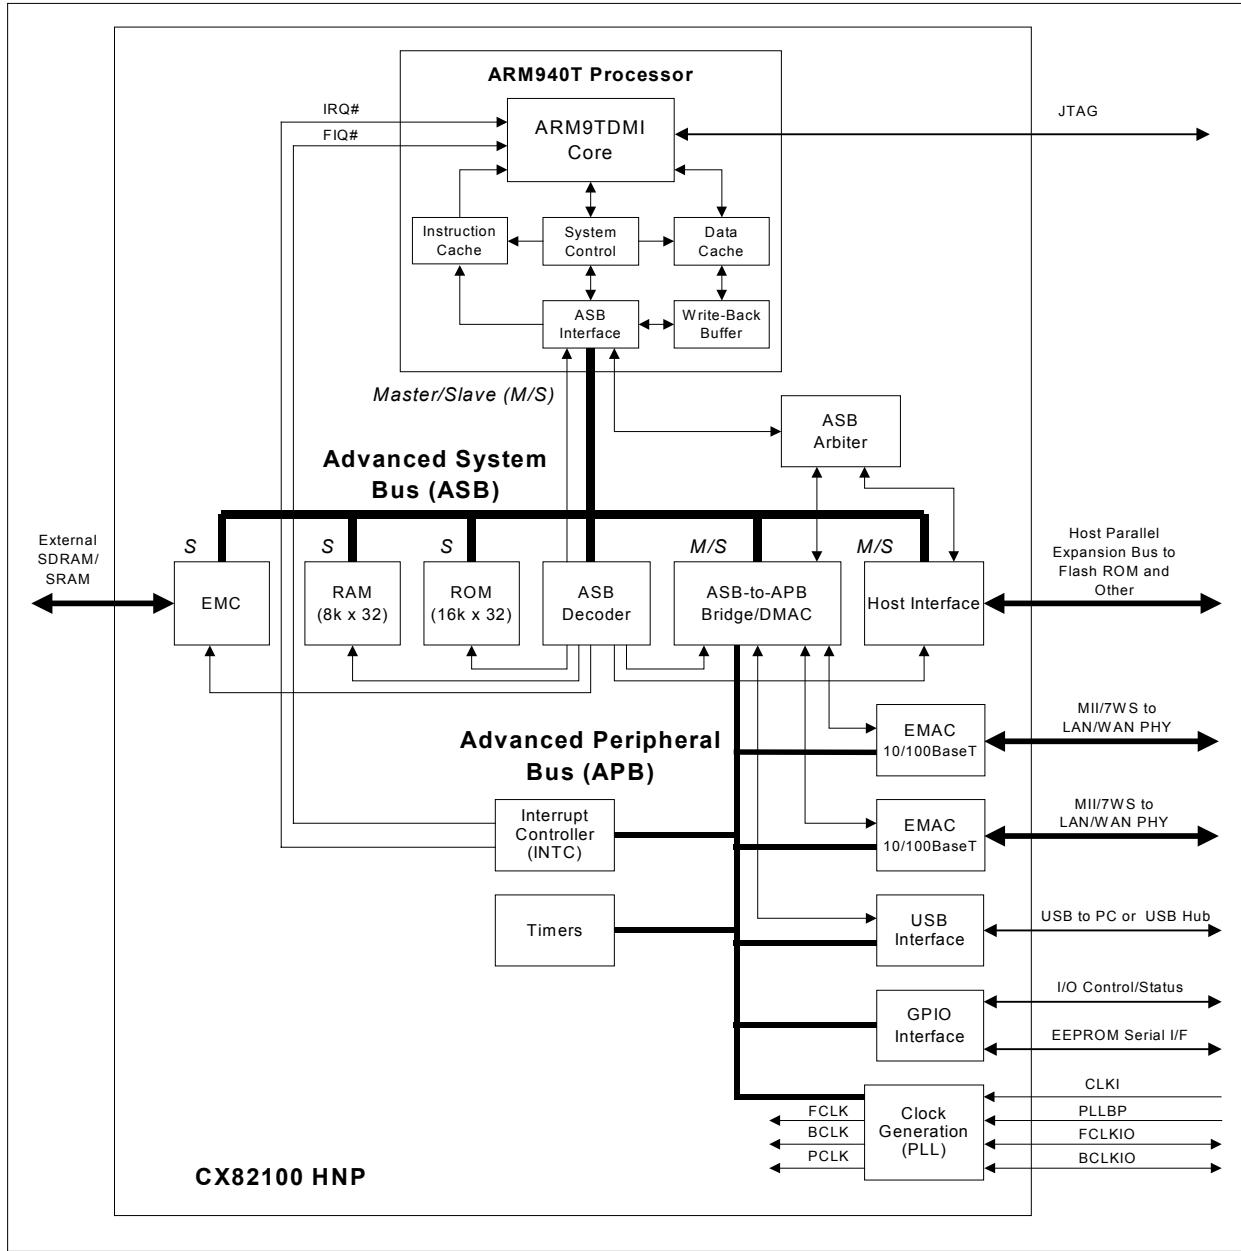 ARM940T Processor
IRQ#
FIQ#
ARM9TDMI
Core
JTAG
Instruction
Cache
System
Control
Data
Cache
ASB
Interface
Write-Back
Buffer
Master/Slave (M/S)
ASB
Arbiter
Advanced System
Bus (ASB)
External
SDRAM/
SRAM
S
S
S
M/S
M/S
Host Parallel
Expansion Bus to
Flash ROM and
Other
EMC
RAM
(8k x 32)
ROM
(16k x 32)
ASB
Decoder
ASB-to-APB
Bridge/DMAC
Host Interface
Advanced Peripheral
Bus (APB)
EMAC
10/100BaseT
MII/7WS to
LAN/WAN PHY
Interrupt
Controller
(INTC)
EMAC
10/100BaseT
MII/7WS to
LAN/WAN PHY
Timers
USB
Interface
USB to PC or USB Hub
GPIO
Interface
I/O Control/Status
EEPROM Serial I/F
FCLK
BCLK
PCLK
Clock
Generation
(PLL)
CLKI
PLLBP
FCLKIO
BCLKIO
CX82100 HNP